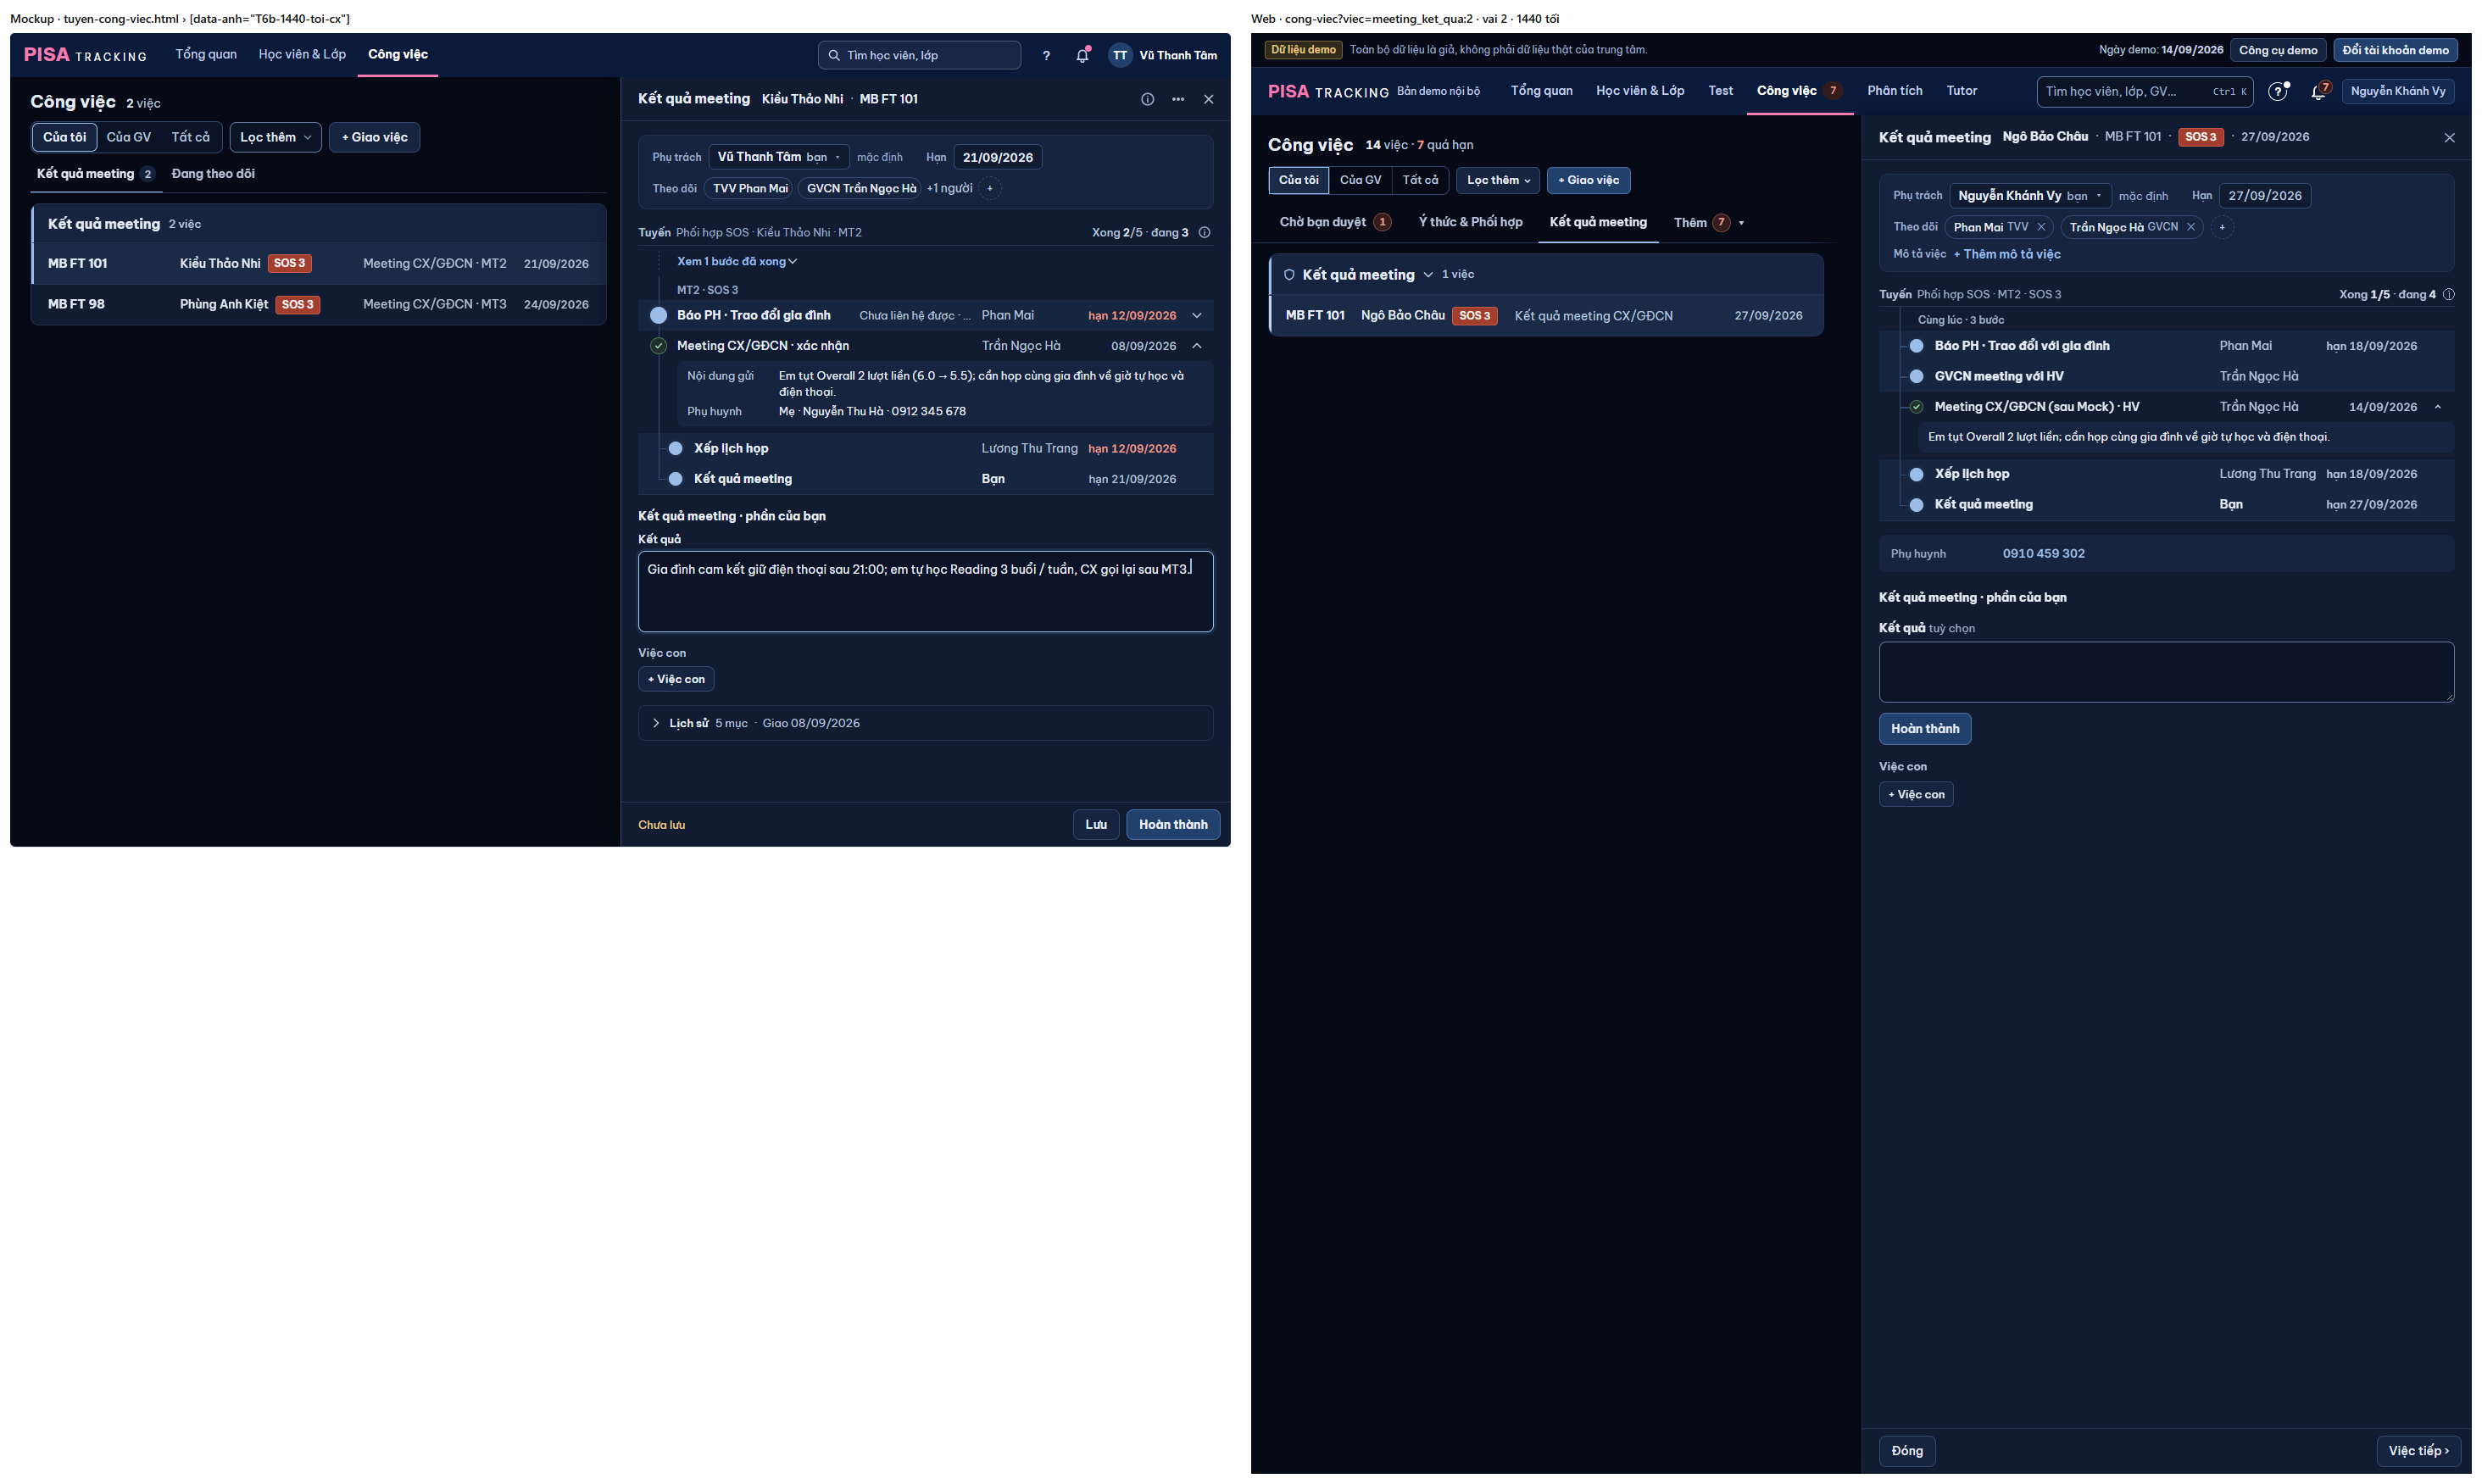 Mockup · tuyen-cong-viec.html › [data-anh="T6b-1440-toi-cx"]
PISA TRACKING Tổng quan Học viên & Lớp Công việc Tìm học viên, lớp ? TT Vũ Thanh Tâm
Công việc 2 việc
Của tôi Của GV Tất cả Lọc thêm + Giao việc
Kết quả meeting 2 Đang theo dõi
Kết quả meeting 2 việc
MB FT 101 Kiều Thảo Nhi SOS 3 Meeting CX/GĐCN · MT2 21/09/2026
MB FT 98 Phùng Anh Kiệt SOS 3 Meeting CX/GĐCN · MT3 24/09/2026
Kết quả meeting Kiều Thảo Nhi · MB FT 101
Phụ trách Vũ Thanh Tâm bạn mặc định Hạn 21/09/2026
Theo dõi TVV Phan Mai GVCN Trần Ngọc Hà +1 người +
Tuyến Phối hợp SOS · Kiều Thảo Nhi · MT2 Xong 2/5 · đang 3
Xem 1 bước đã xong
MT2 · SOS 3
Báo PH · Trao đổi gia đình Chưa liên hệ được · ... Phan Mai hạn 12/09/2026
Meeting CX/GĐCN · xác nhận Trần Ngọc Hà 08/09/2026
Nội dung gửi Em tụt Overall 2 lượt liền (6.0 → 5.5); cần họp cùng gia đình về giờ tự học và
điện thoại.
Phụ huynh Mẹ · Nguyễn Thu Hà · 0912 345 678
Xếp lịch họp Lương Thu Trang hạn 12/09/2026
Kết quả meeting Bạn hạn 21/09/2026
Kết quả meeting · phần của bạn
Kết quả
Gia đình cam kết giữ điện thoại sau 21:00; em tự học Reading 3 buổi / tuần, CX gọi lại sau MT3.
Việc con
+ Việc con
Lịch sử 5 mục · Giao 08/09/2026
Chưa lưu Lưu Hoàn thành
Web · cong-viec?viec=meeting_ket_qua:2 · vai 2 · 1440 tối
Dữ liệu demo Toàn bộ dữ liệu là giả, không phải dữ liệu thật của trung tâm. Ngày demo: 14/09/2026 Công cụ demo Đổi tài khoản demo
PISA TRACKING Bản demo nội bộ Tổng quan Học viên & Lớp Test Công việc 7 Phân tích Tutor Tìm học viên, lớp, GV... Ctrl K ? 7 Nguyễn Khánh Vy
Công việc 14 việc · 7 quá hạn
Của tôi Của GV Tất cả Lọc thêm + Giao việc
Chờ bạn duyệt 1 Ý thức & Phối hợp Kết quả meeting Thêm 7
Kết quả meeting 1 việc
MB FT 101 Ngô Bảo Châu SOS 3 Kết quả meeting CX/GĐCN 27/09/2026
Kết quả meeting Ngô Bảo Châu · MB FT 101 · SOS 3 · 27/09/2026
Phụ trách Nguyễn Khánh Vy bạn mặc định Hạn 27/09/2026
Theo dõi Phan Mai TVV Trần Ngọc Hà GVCN +
Mô tả việc + Thêm mô tả việc
Tuyến Phối hợp SOS · MT2 · SOS 3 Xong 1/5 · đang 4
Cùng lúc · 3 bước
Báo PH · Trao đổi với gia đình Phan Mai hạn 18/09/2026
GVCN meeting với HV Trần Ngọc Hà
Meeting CX/GĐCN (sau Mock) · HV Trần Ngọc Hà 14/09/2026
Em tụt Overall 2 lượt liền; cần họp cùng gia đình về giờ tự học và điện thoại.
Xếp lịch họp Lương Thu Trang hạn 18/09/2026
Kết quả meeting Bạn hạn 27/09/2026
Phụ huynh 0910 459 302
Kết quả meeting · phần của bạn
Kết quả tuỳ chọn
Hoàn thành
Việc con
+ Việc con
Đóng Việc tiếp ›